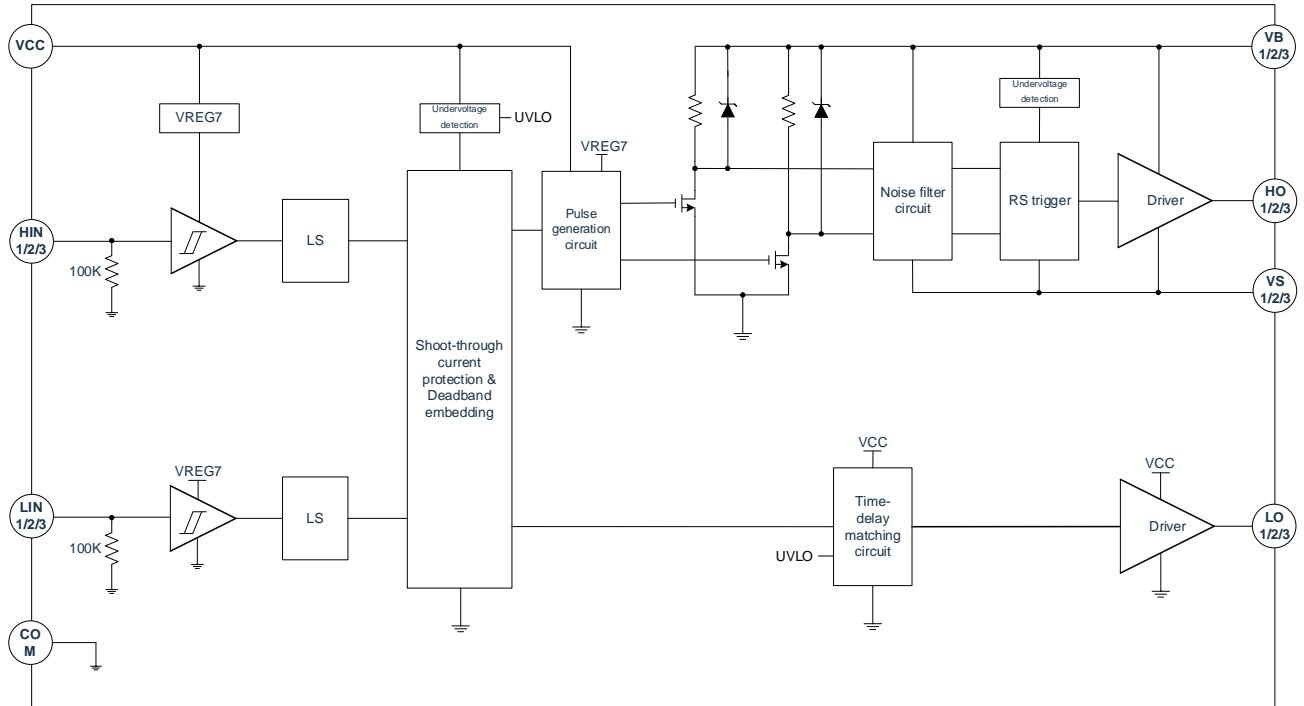 VCC
VB
1/2/3
VREG7
Undervoltage
detection
UVLO
Undervoltage
detection
VREG7
HIN
1/2/3
100K
LS
Pulse
generation
circuit
Noise filter
circuit
RS trigger
Driver
HO
1/2/3
VS
1/2/3
Shoot-through
current
protection &
Deadband
embedding
VCC
VREG7
VCC
LIN
1/2/3
100K
LS
Time-
delay
matching
circuit
UVLO
Driver
LO
1/2/3
CO
M